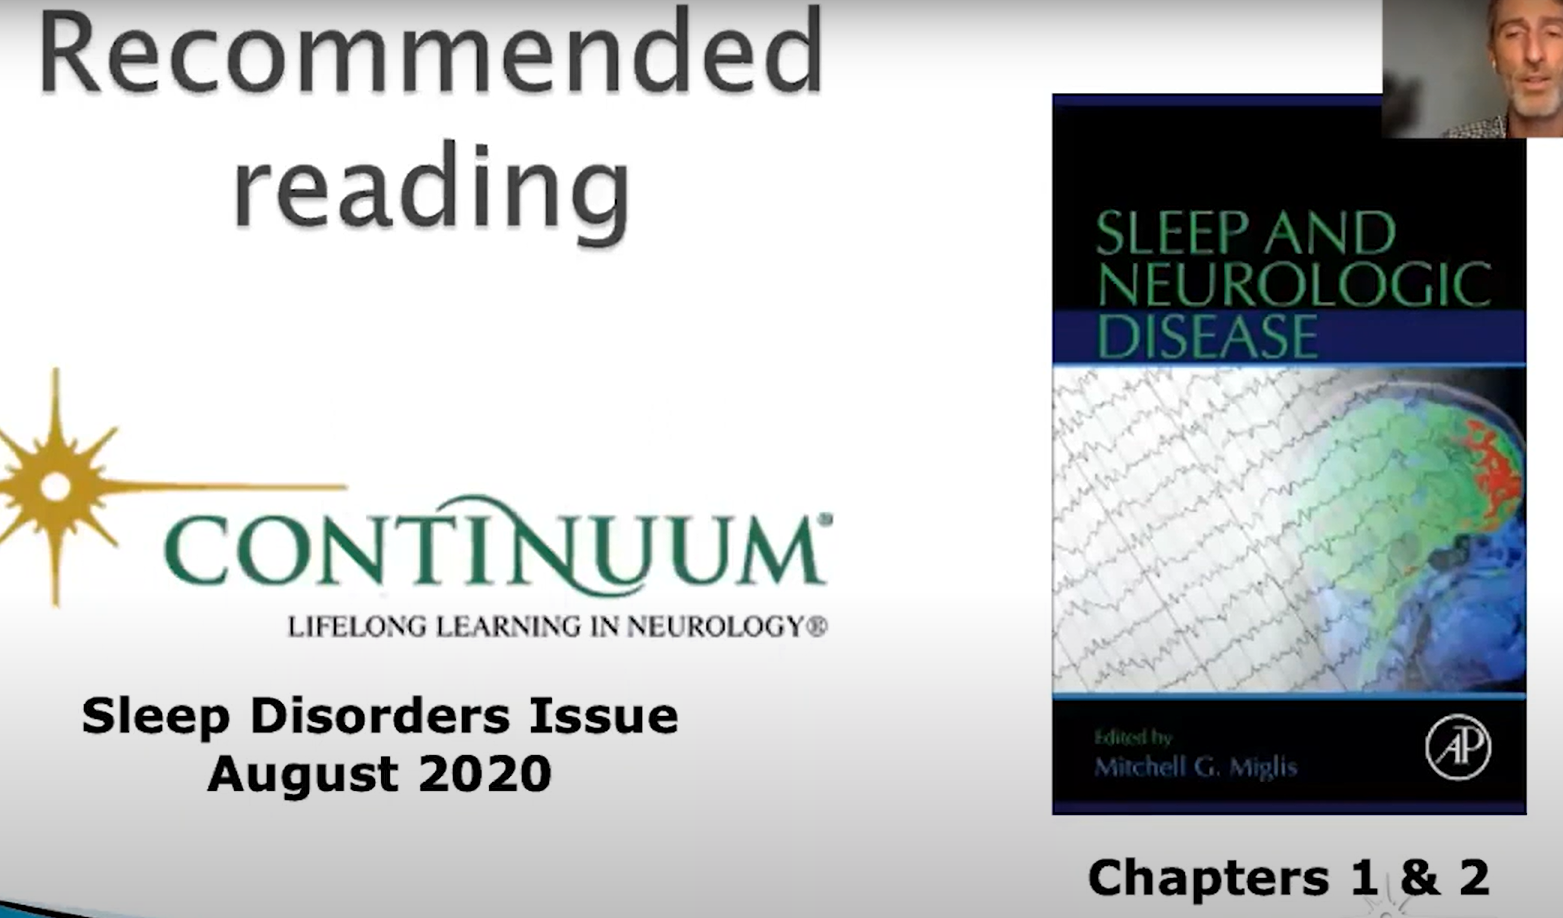 Recommended
reading
CONTINUUM®
LIFELONG LEARNING IN NEUROLOGY®
Sleep Disorders Issue
August 2020
SLEEP AND
NEUROLOGIC
DISEASE
Edited by
Mitchell G. Miglis
AP
Chapters 1 & 2